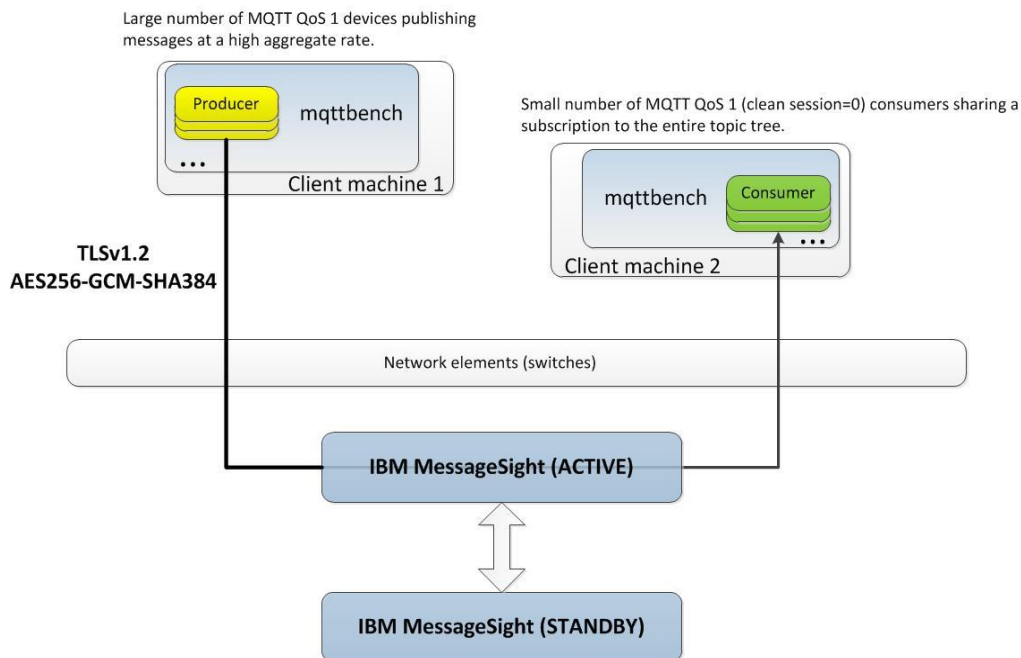 Large number of MQTT QoS 1 devices publishing
messages at a high aggregate rate.
Producer
mqttbench
...
Client machine 1
Small number of MQTT QoS 1 (clean session=0) consumers sharing a
subscription to the entire topic tree.
mqttbench
Consumer
...
Client machine 2
TLSv1.2
AES256-GCM-SHA384
Network elements (switches)
IBM MessageSight (ACTIVE)
IBM MessageSight (STANDBY)